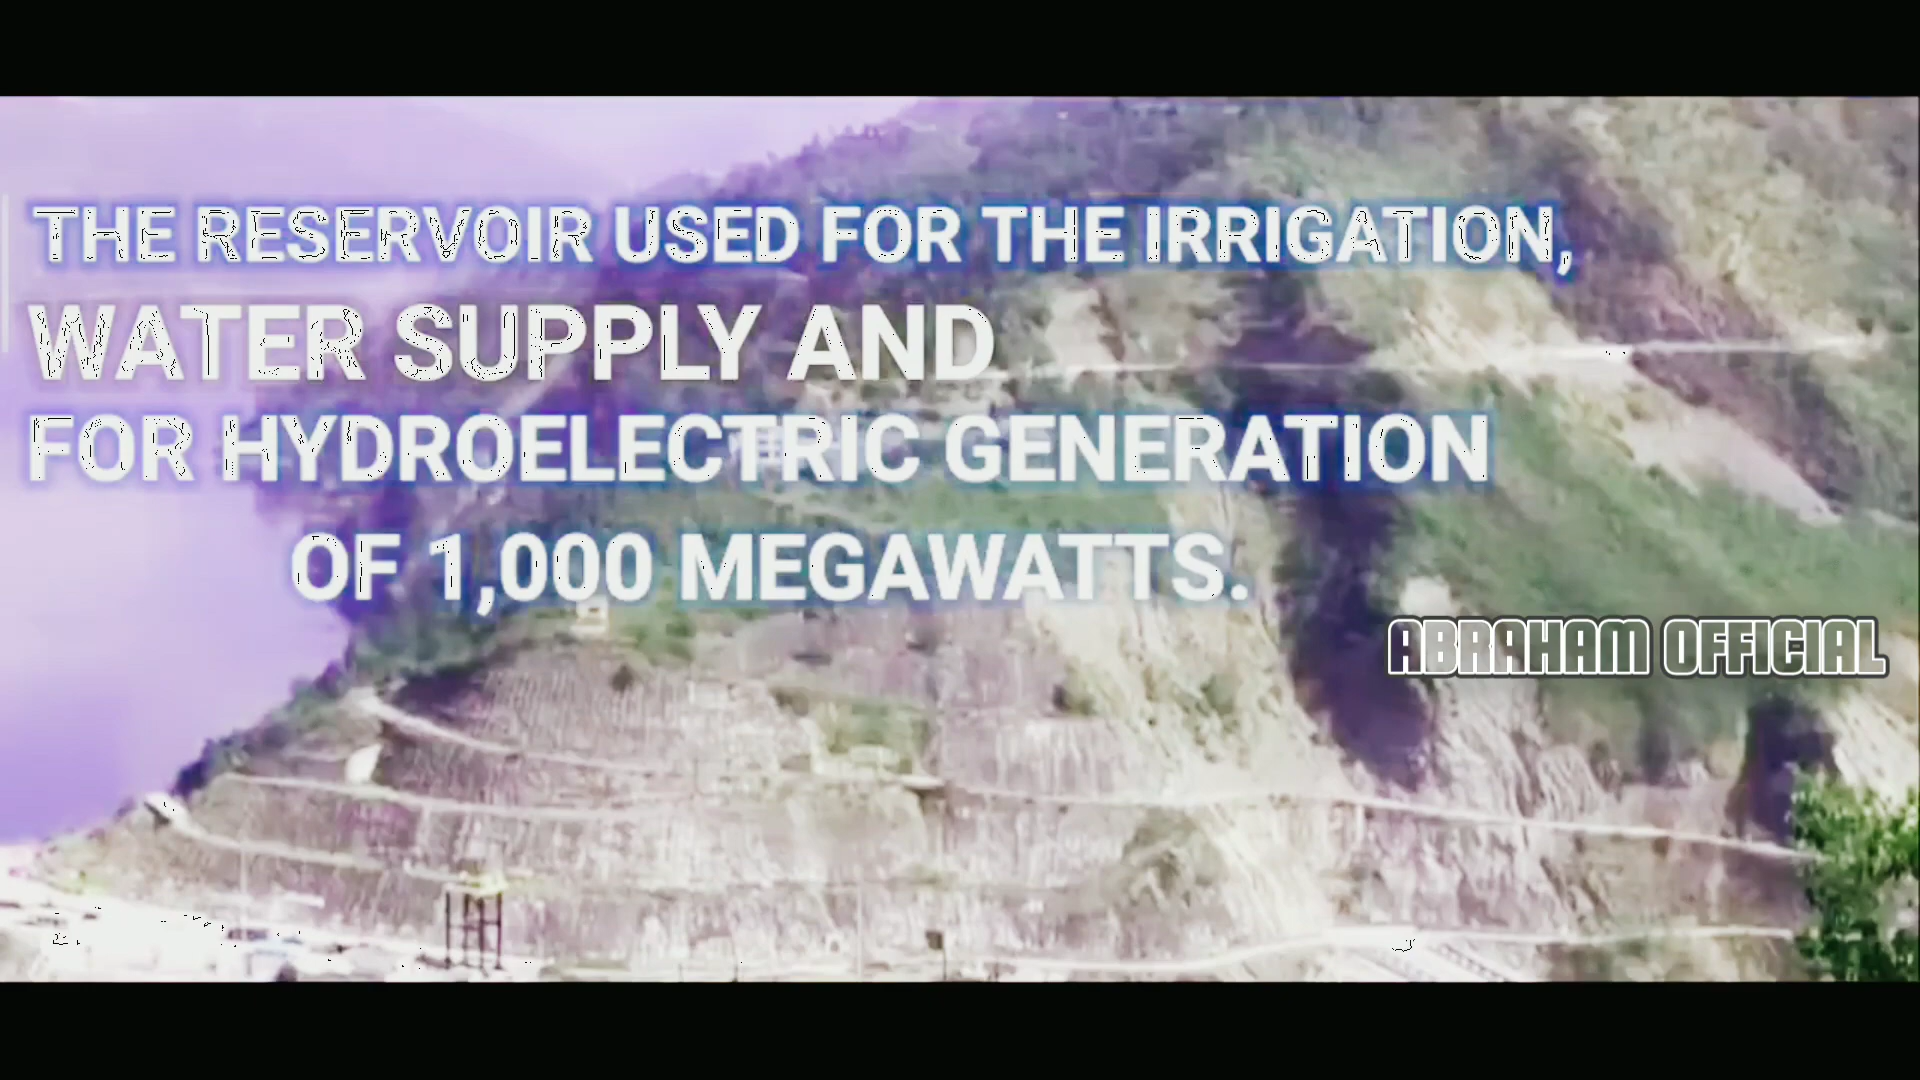 THE RESERVOIR USED FOR THE IRRIGATION,
WATER SUPPLY AND
FOR HYDROELECTRIC GENERATION
OF 1,000 MEGAWATTS.
ABRAHAM OFFICIAL